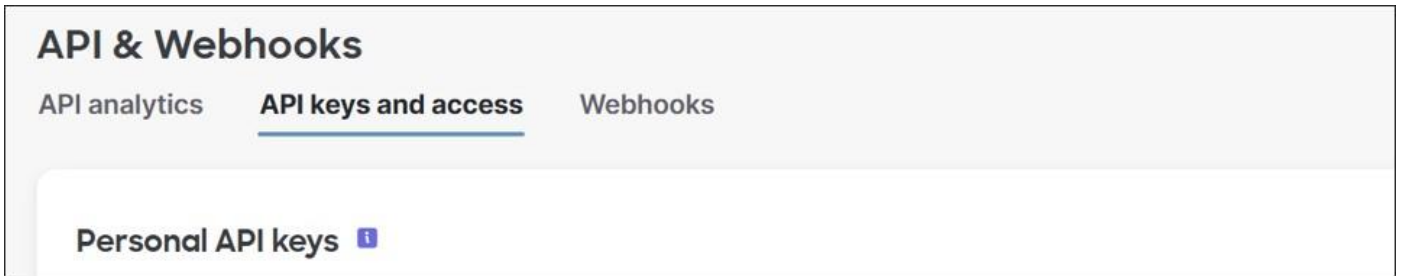 API & Webhooks
API analytics API keys and access Webhooks
Personal API keys i